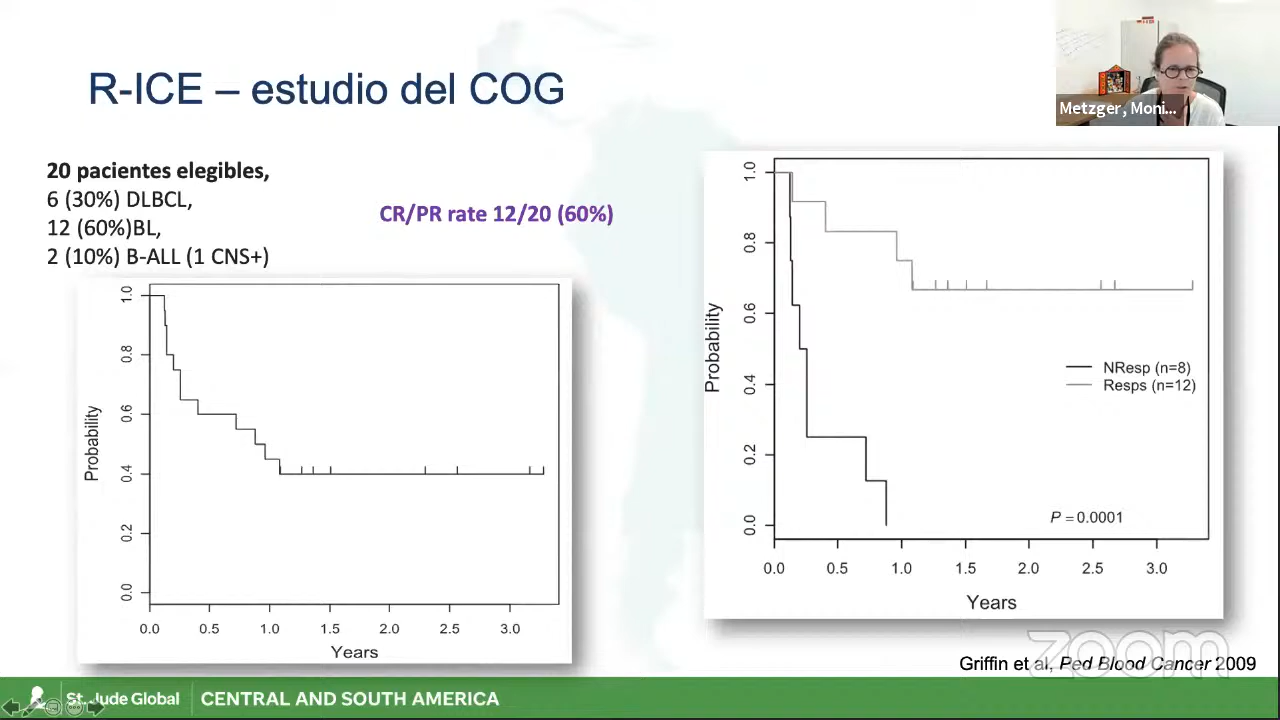 R-ICE – estudio del COG
Metzger, Moni...
20 pacientes elegibles,
6 (30%) DLBCL,
12 (60%)BL,
2 (10%) B-ALL (1 CNS+)
CR/PR rate 12/20 (60%)
Probability
1.0
0.8
0.6
0.4
0.2
0.0
0.0 0.5 1.0 1.5 2.0 2.5 3.0
Years
Probability
1.0
0.8
0.6
0.4
0.2
0.0
NResp (n=8)
Resps (n=12)
P = 0.0001
0.0 0.5 1.0 1.5 2.0 2.5 3.0
Years
zoom
Griffin et al, Ped Blood Cancer 2009
St. Jude Global CENTRAL AND SOUTH AMERICA